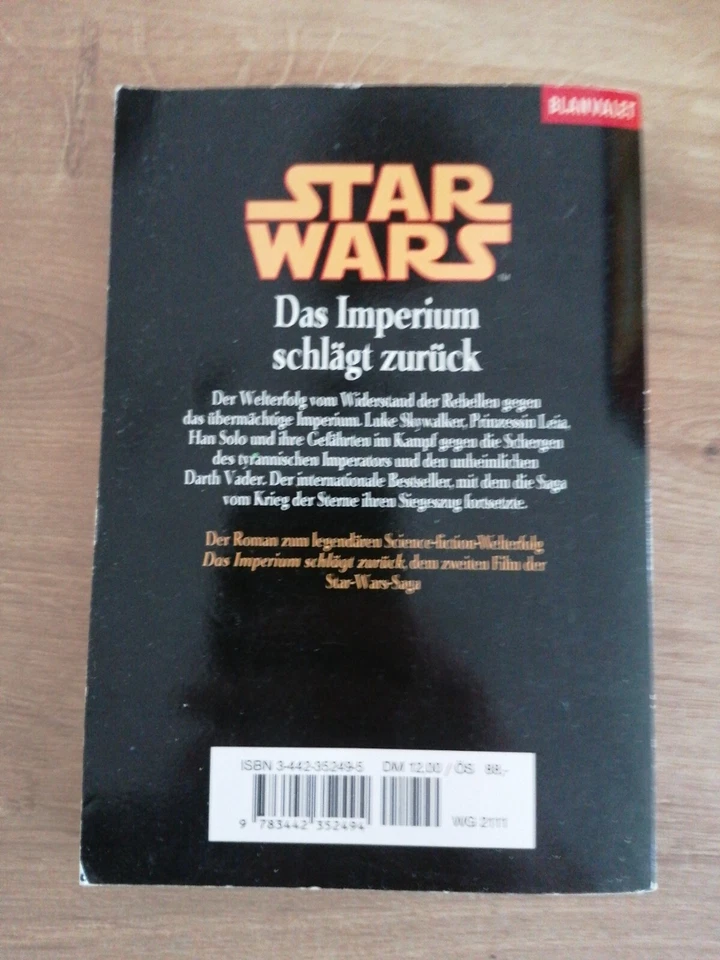 BLANVALET
STAR
WARS
™
Das Imperium
schlägt zurück
Der Welterfolg vom Widerstand der Rebellen gegen
das übermächtige Imperium. Luke Skywalker, Prinzessin Leia,
Han Solo und ihre Gefährten im Kampf gegen die Schergen
des tyrannischen Imperators und den unheimlichen
Darth Vader. Der internationale Bestseller, mit dem die Saga
vom Krieg der Sterne ihren Siegeszug fortsetzte.
Der Roman zum legendären Science-fiction-Welterfolg
Das Imperium schlägt zurück, dem zweiten Film der
Star-Wars-Saga
ISBN 3-442-35249-5 DM 12,00 / ÖS 88,-
9 783442 352494 WG 2111